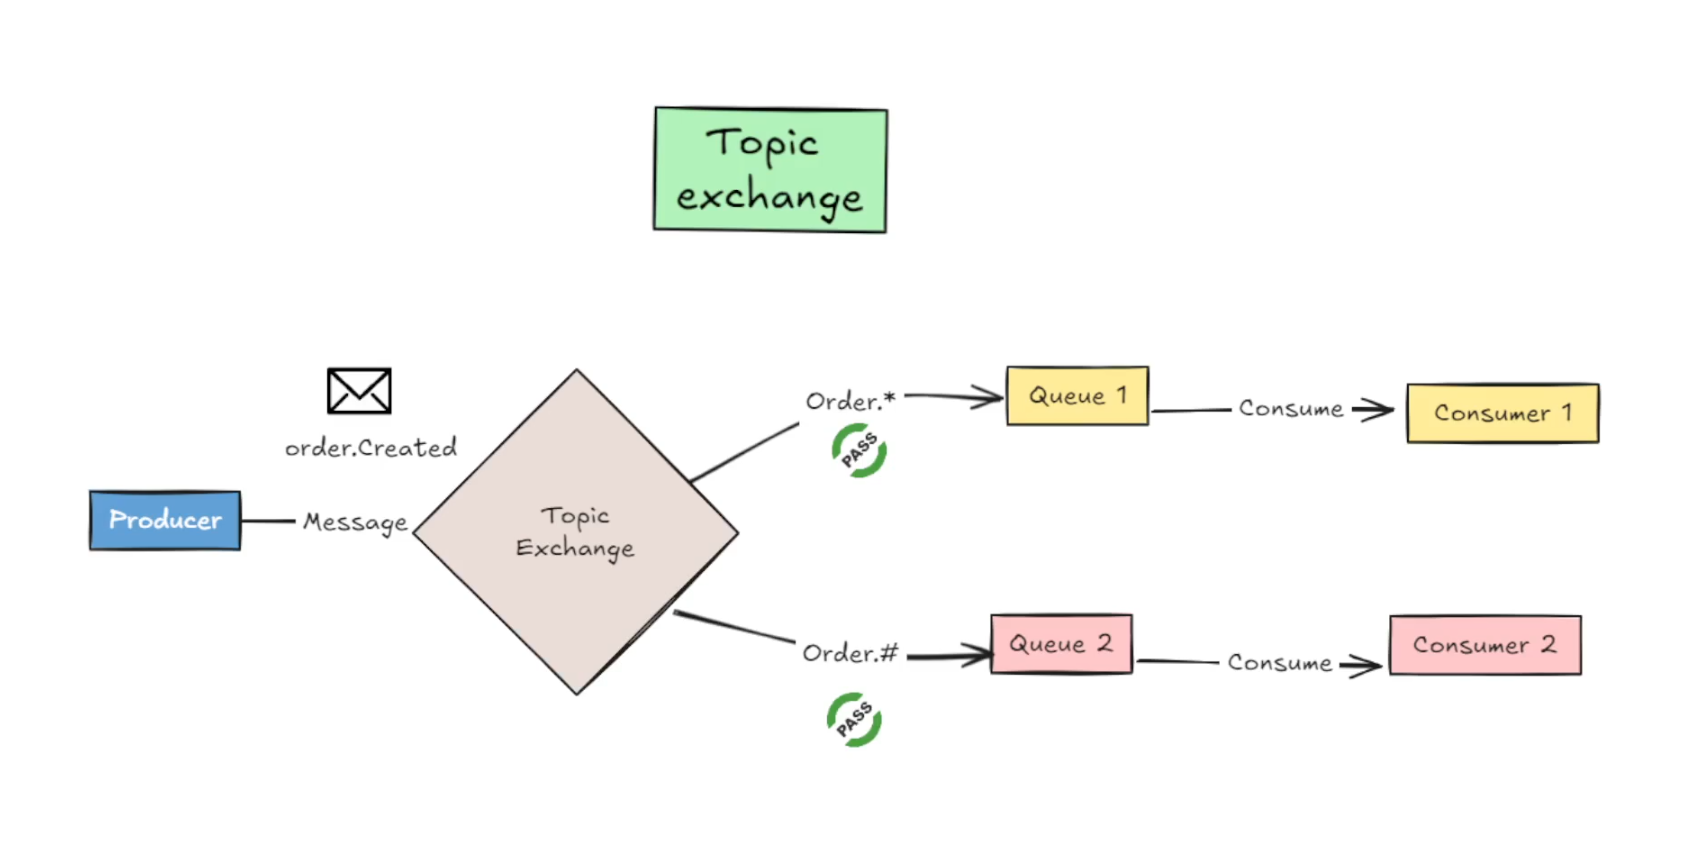 Topic
exchange
order.Created
Producer
Message
Topic
Exchange
Order.*
PASS
Queue 1
Consume
Consumer 1
Order.#
PASS
Queue 2
Consume
Consumer 2